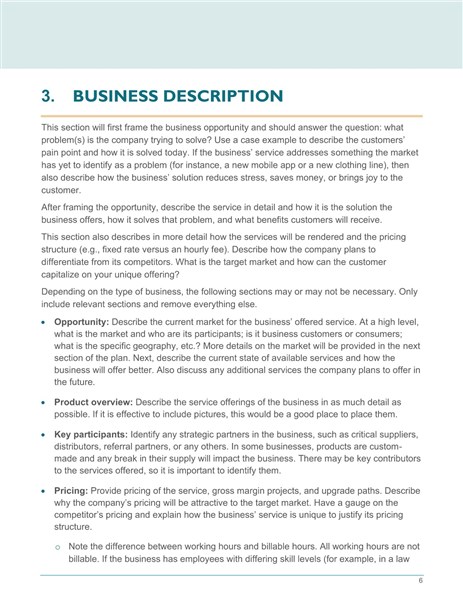 3. BUSINESS DESCRIPTION
This section will first frame the business opportunity and should answer the question: what
problem(s) is the company trying to solve? Use a case example to describe the customers'
pain point and how it is solved today. If the business' service addresses something the market
has yet to identify as a problem (for instance, a new mobile app or a new clothing line), then
also describe how the business' solution reduces stress, saves money, or brings joy to the
customer.
After framing the opportunity, describe the service in detail and how it is the solution the
business offers, how it solves that problem, and what benefits customers will receive.
This section also describes in more detail how the services will be rendered and the pricing
structure (e.g., fixed rate versus an hourly fee). Describe how the company plans to
differentiate from its competitors. What is the target market and how can the customer
capitalize on your unique offering?
Depending on the type of business, the following sections may or may not be necessary. Only
include relevant sections and remove everything else.
• Opportunity: Describe the current market for the business' offered service. At a high level,
what is the market and who are its participants; is it business customers or consumers;
what is the specific geography, etc.? More details on the market will be provided in the next
section of the plan. Next, describe the current state of available services and how the
business will offer better. Also discuss any additional services the company plans to offer in
the future.
• Product overview: Describe the service offerings of the business in as much detail as
possible. If it is effective to include pictures, this would be a good place to place them.
• Key participants: Identify any strategic partners in the business, such as critical suppliers,
distributors, referral partners, or any others. In some businesses, products are custom-
made and any break in their supply will impact the business. There may be key contributors
to the services offered, so it is important to identify them.
• Pricing: Provide pricing of the service, gross margin projects, and upgrade paths. Describe
why the company's pricing will be attractive to the target market. Have a gauge on the
competitor's pricing and explain how the business' service is unique to justify its pricing
structure.
o Note the difference between working hours and billable hours. All working hours are not
billable. If the business has employees with differing skill levels (for example, in a law
6